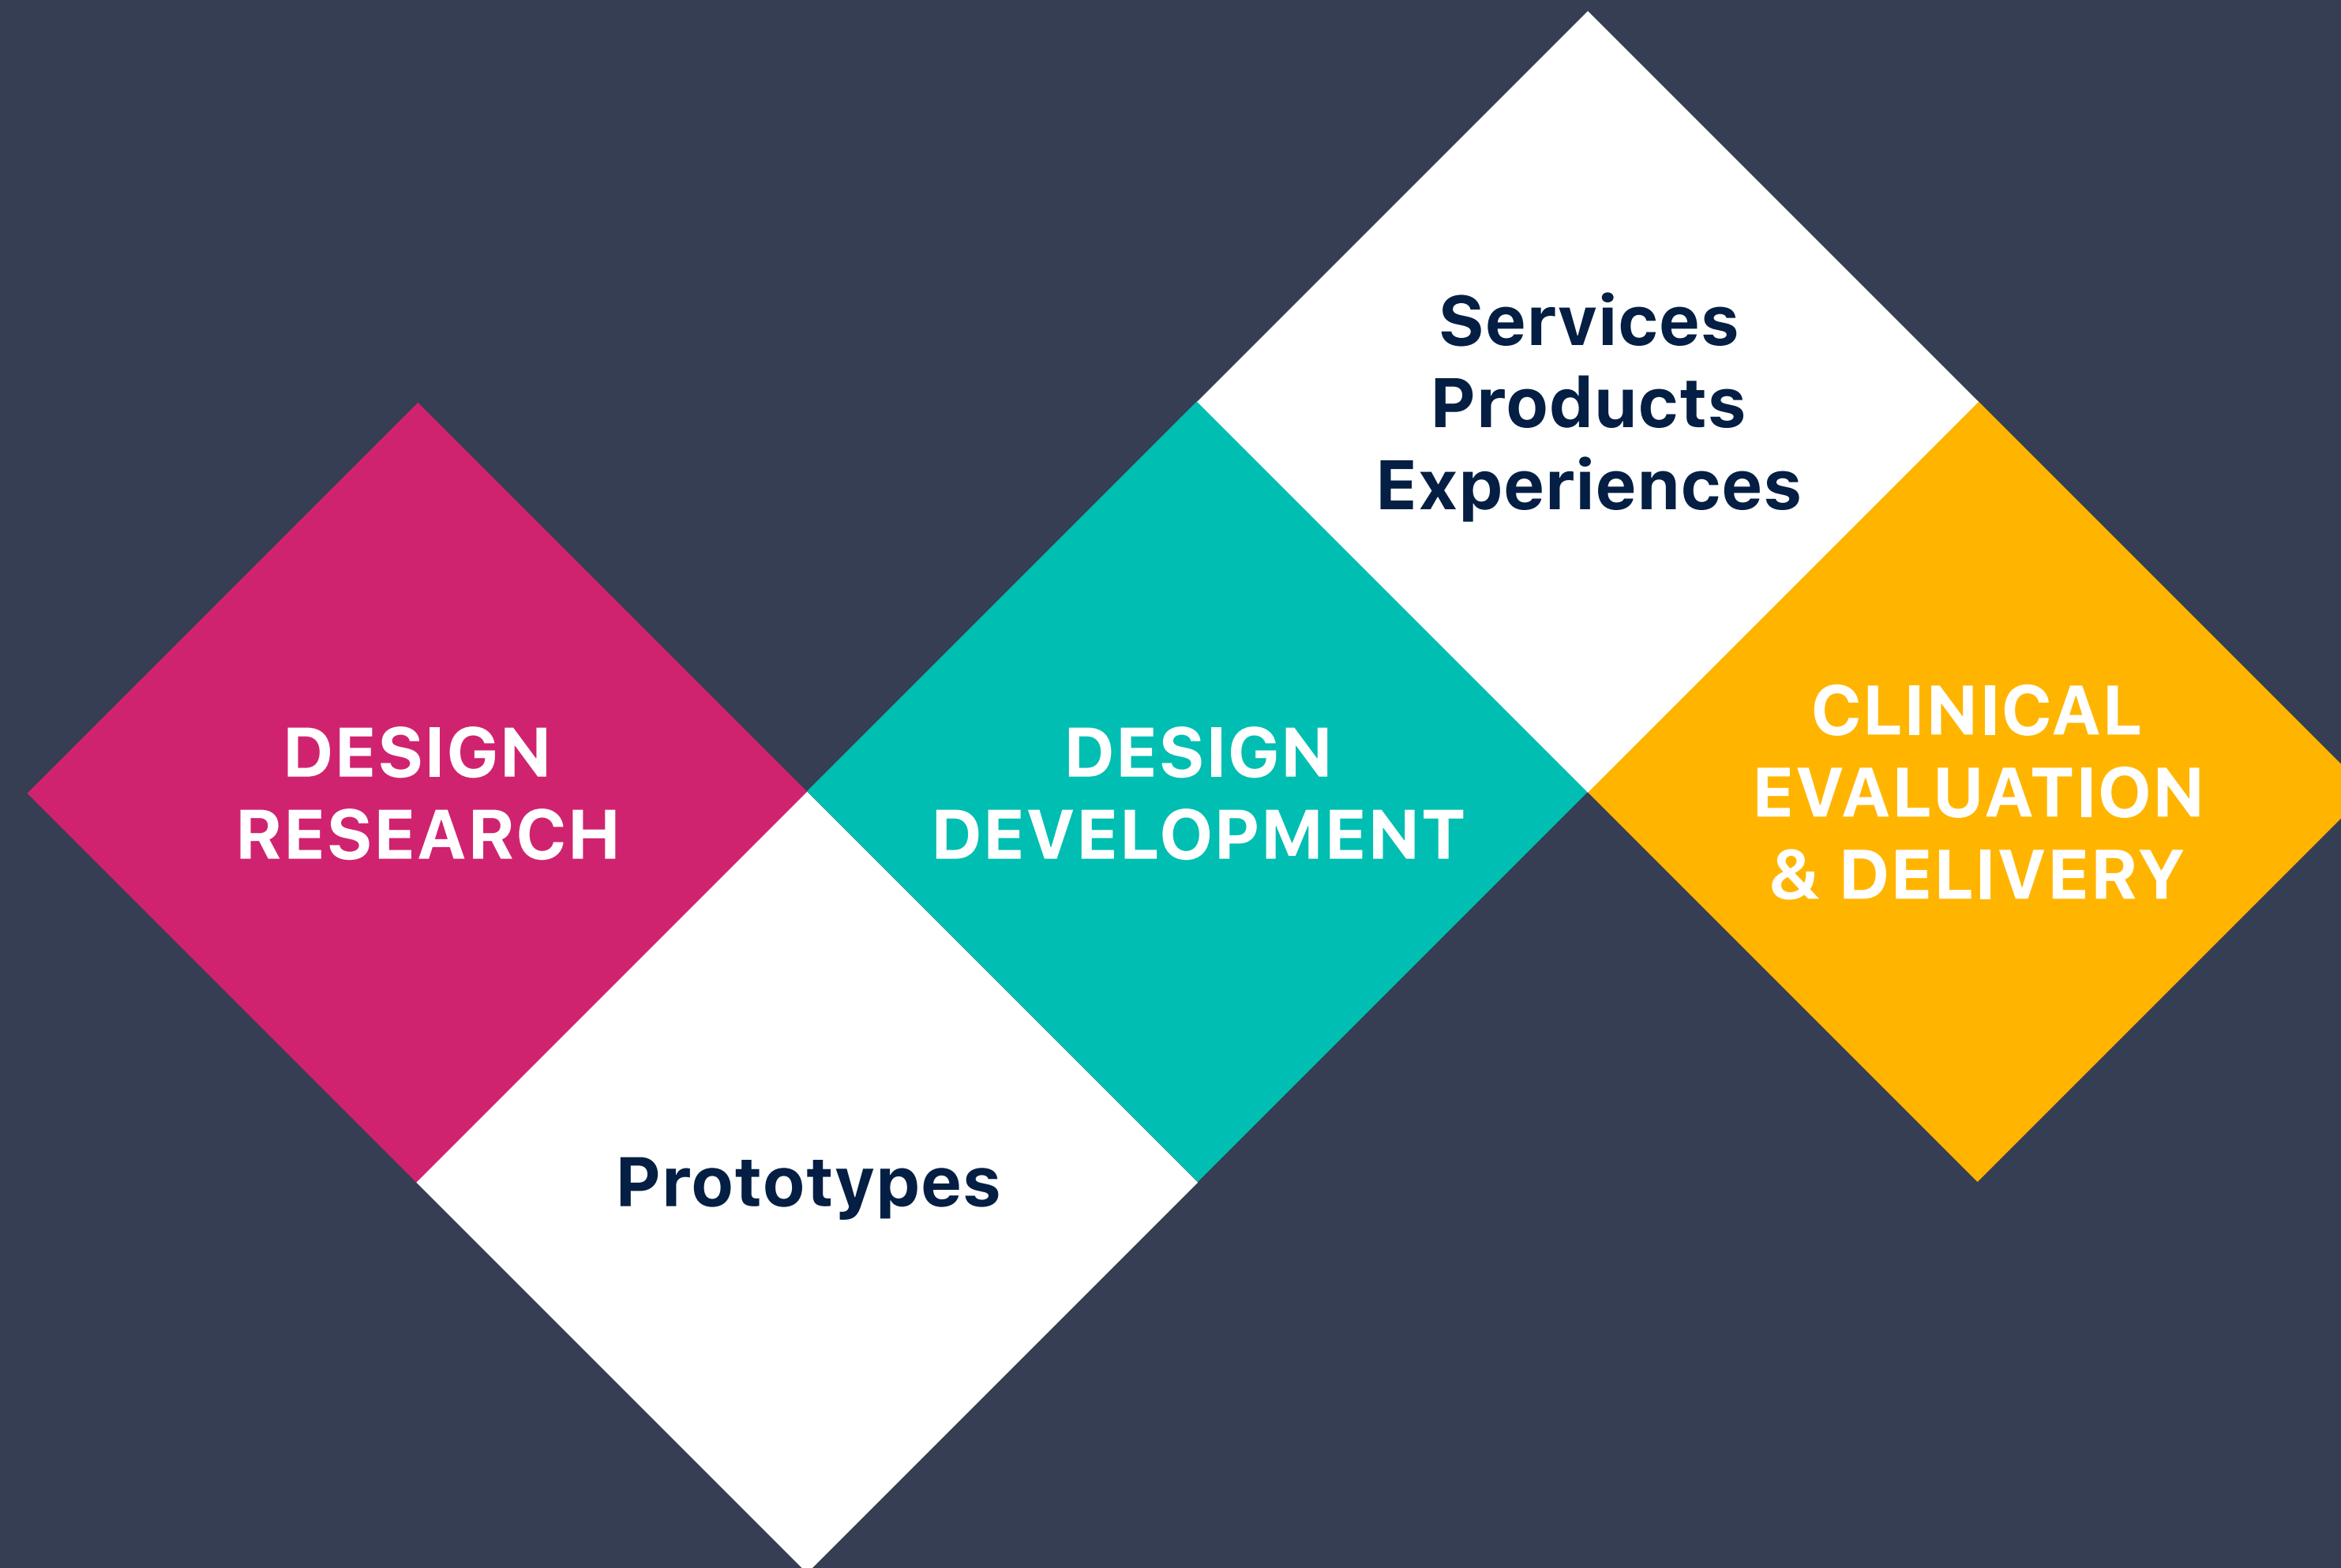 DESIGN
RESEARCH
Prototypes
DESIGN
DEVELOPMENT
Services
Products
Experiences
CLINICAL
EVALUATION
& DELIVERY